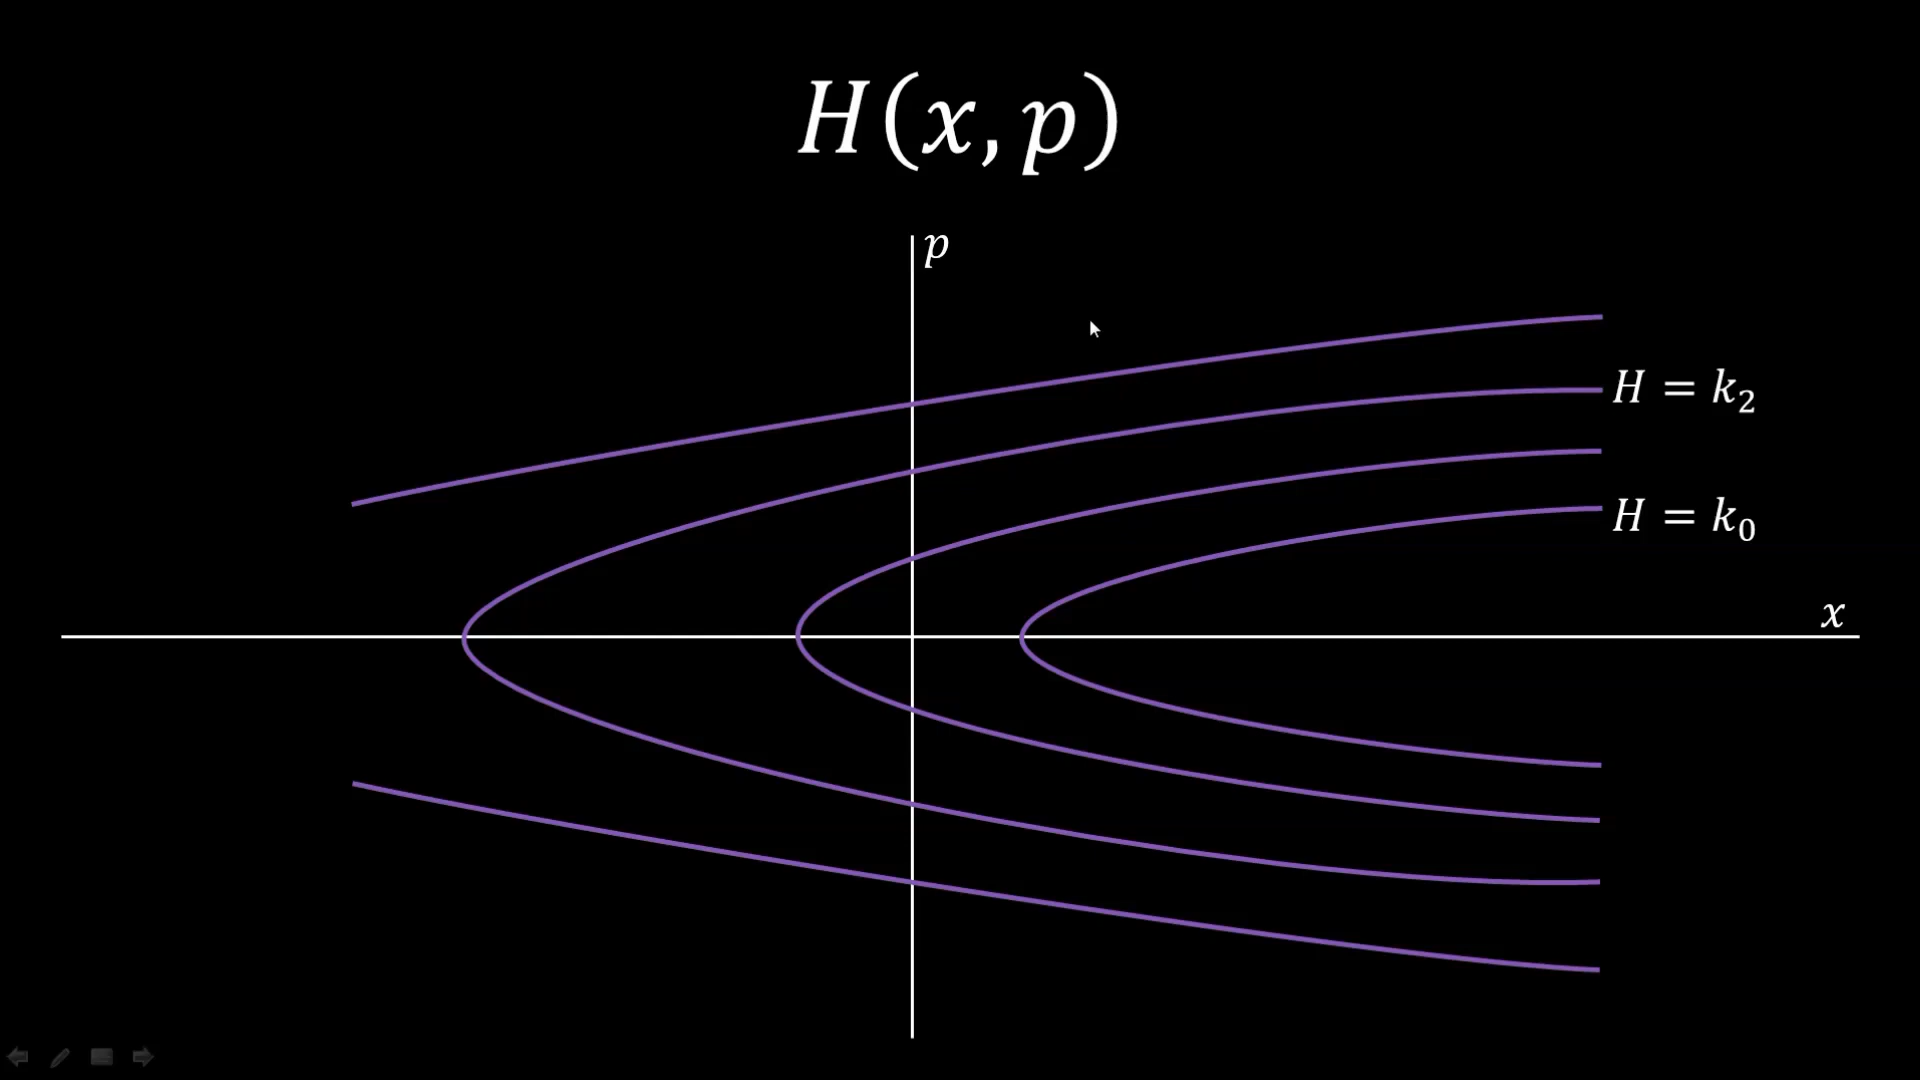 H(x, p)
p
H = k₂
H = k₀
x